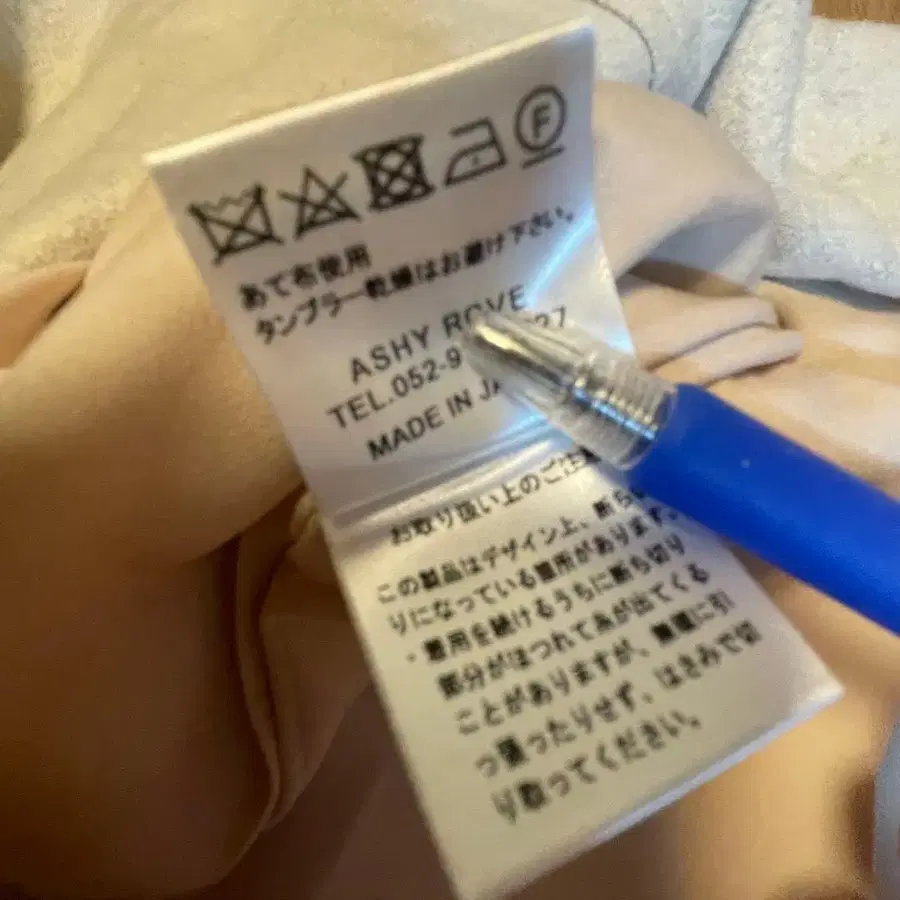 F
あて布使用
タンブラー乾燥はお避け下さい。
ASHY ROVE
TEL.052-9 27
MADE IN JA
お取り扱い上のご注
この製品はデザイン上、断ち
りになっている箇所があります。
・着用を続けるうちに断ち切り
部分がほつれて糸が出てくる
ことがありますが、無理に引
っ張ったりせず、はさみで切
り取ってください。